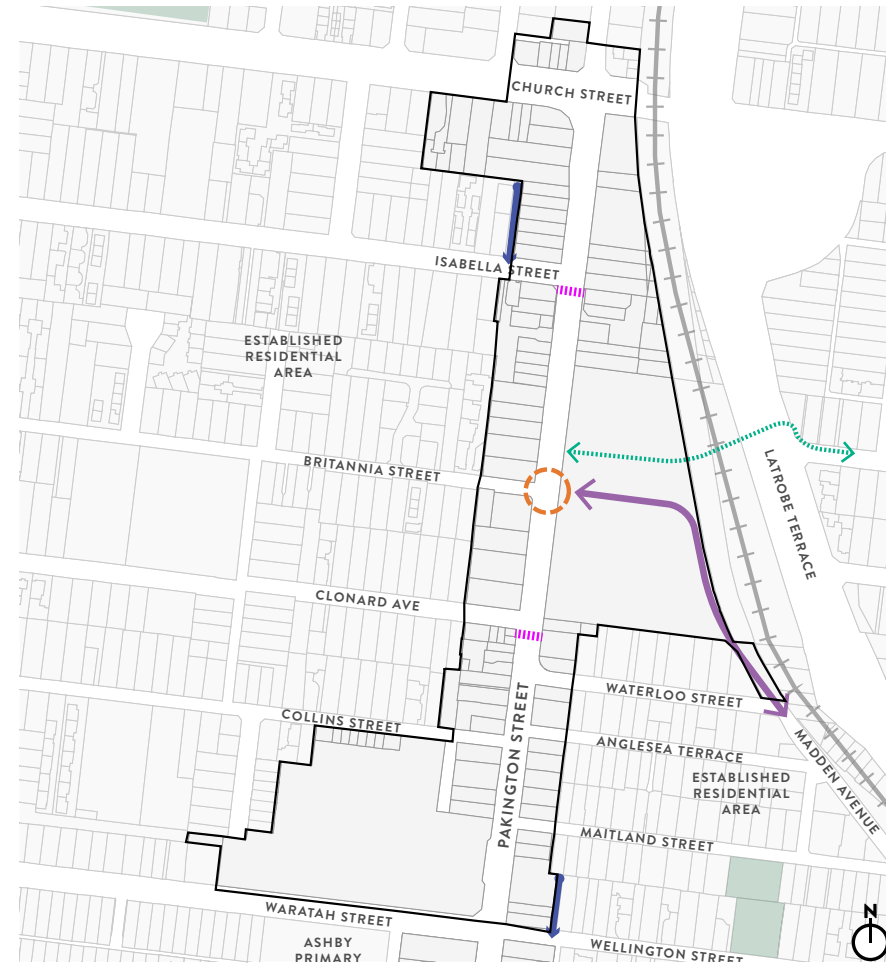 CHURCH STREET
ISABELLA STREET
ESTABLISHED
RESIDENTIAL
AREA
BRITANNIA STREET
LATROBE TERRACE
CLONARD AVE
WATERLOO STREET
COLLINS STREET
PAKINGTON STREET
ANGLESEA TERRACE
MADDEN AVENUE
ESTABLISHED
RESIDENTIAL
AREA
MAITLAND STREET
WARATAH STREET
N
ASHBY
PRIMARY
WELLINGTON STREET